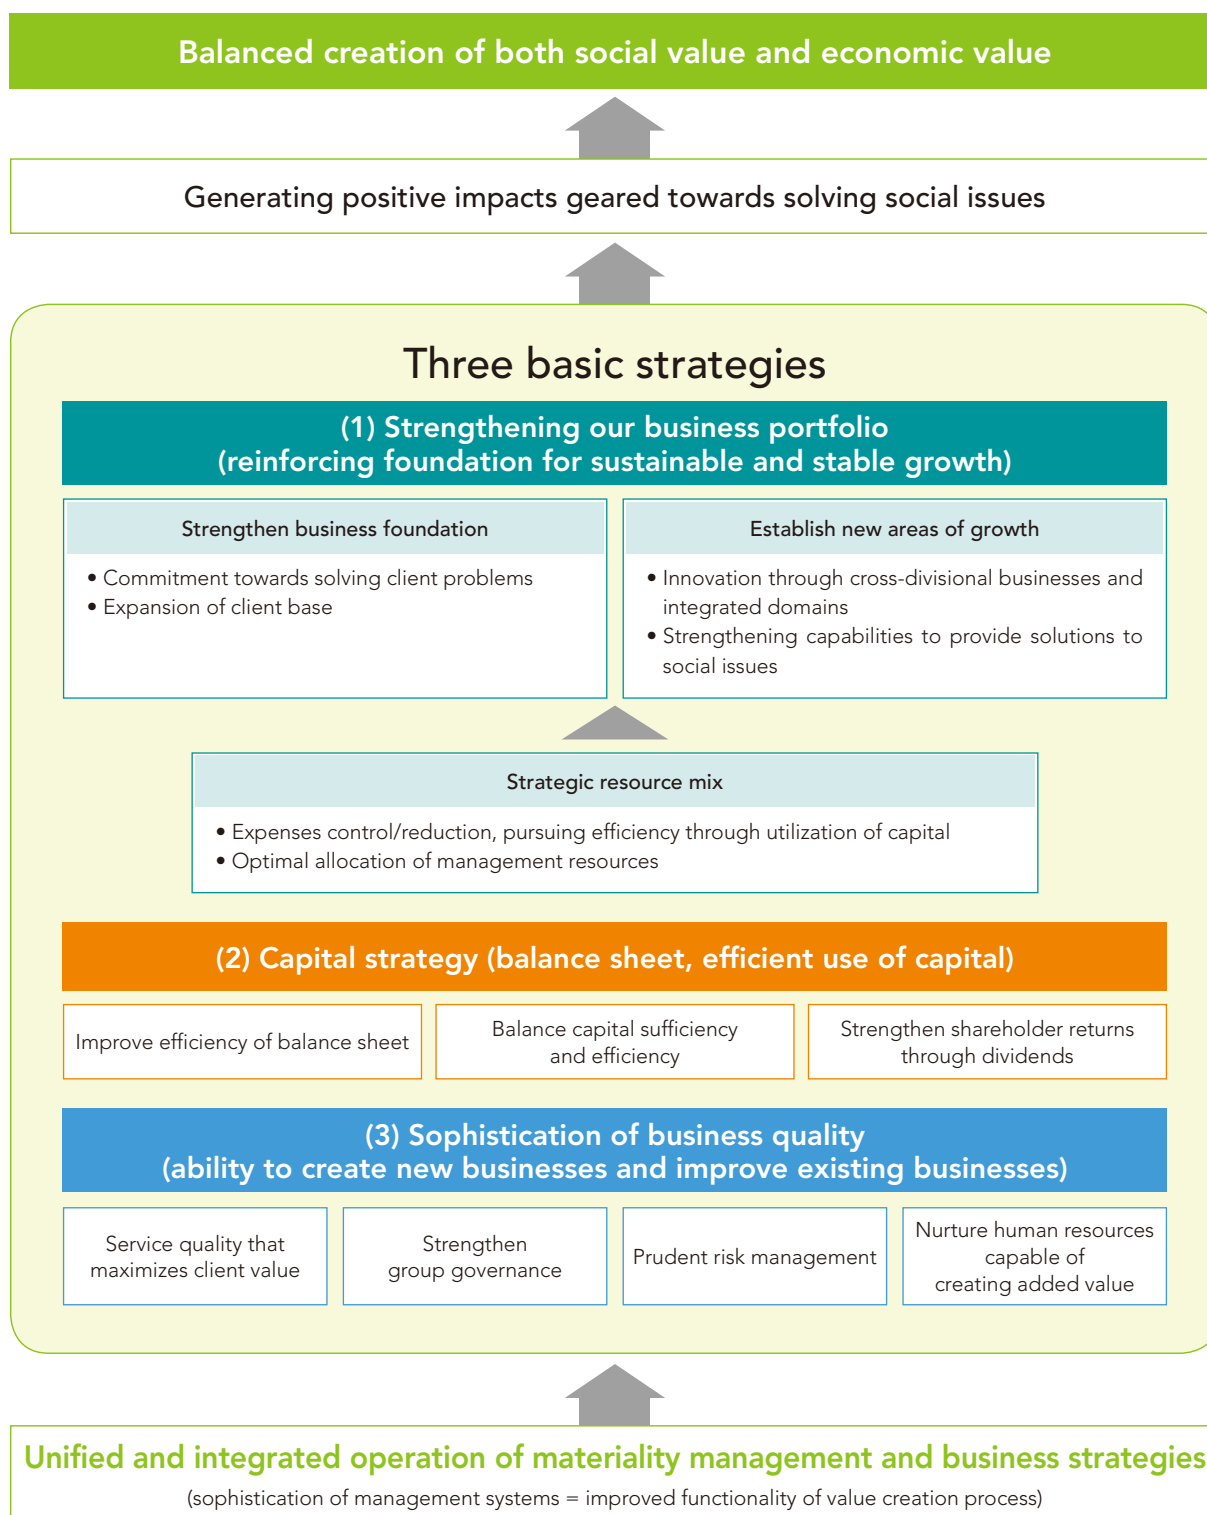 Balanced creation of both social value and economic value
Generating positive impacts geared towards solving social issues
Three basic strategies
(1) Strengthening our business portfolio
(reinforcing foundation for sustainable and stable growth)
Strengthen business foundation
• Commitment towards solving client problems
• Expansion of client base
Establish new areas of growth
• Innovation through cross-divisional businesses and
integrated domains
• Strengthening capabilities to provide solutions to
social issues
Strategic resource mix
• Expenses control/reduction, pursuing efficiency through utilization of capital
• Optimal allocation of management resources
(2) Capital strategy (balance sheet, efficient use of capital)
Improve efficiency of balance sheet
Balance capital sufficiency
and efficiency
Strengthen shareholder returns
through dividends
(3) Sophistication of business quality
(ability to create new businesses and improve existing businesses)
Service quality that
maximizes client value
Strengthen
group governance
Prudent risk management
Nurture human resources
capable of
creating added value
Unified and integrated operation of materiality management and business strategies
(sophistication of management systems = improved functionality of value creation process)